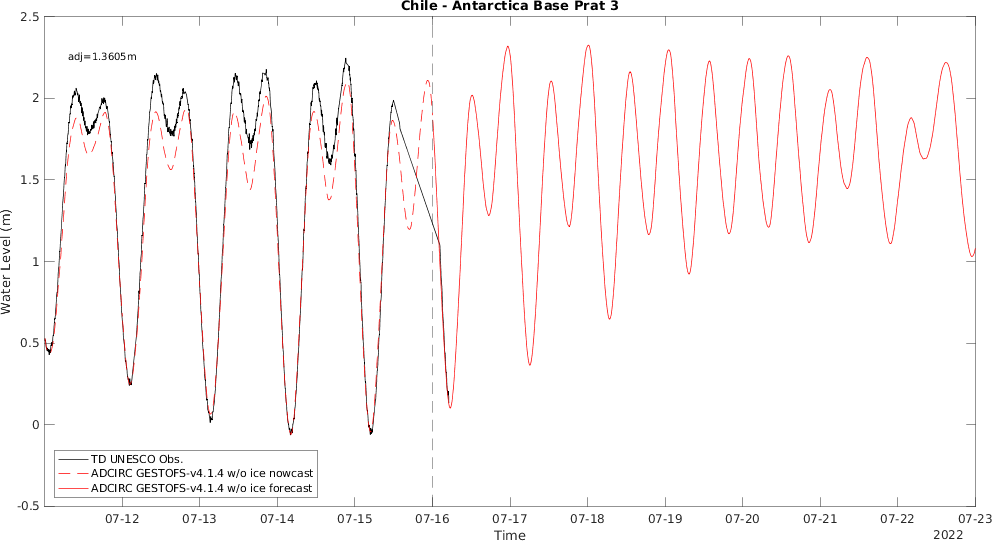 Chile - Antarctica Base Prat 3
adj=1.3605m
2.5
2
1.5
1
0.5
0
-0.5
Water Level (m)
TD UNESCO Obs.
ADCIRC GESTOFS-v4.1.4 w/o ice nowcast
ADCIRC GESTOFS-v4.1.4 w/o ice forecast
07-12 07-13 07-14 07-15 07-16 07-17 07-18 07-19 07-20 07-21 07-22 07-23
Time
2022